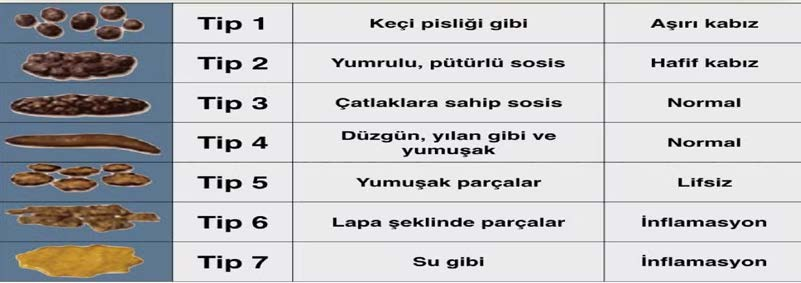 Tip 1 Keçi pisliği gibi Aşırı kabız
Tip 2 Yumrulu, pütürlü sosis Hafif kabız
Tip 3 Çatlaklara sahip sosis Normal
Tip 4 Düzgün, yılan gibi ve yumuşak Normal
Tip 5 Yumuşak parçalar Lifsiz
Tip 6 Lapa şeklinde parçalar İnflamasyon
Tip 7 Su gibi İnflamasyon